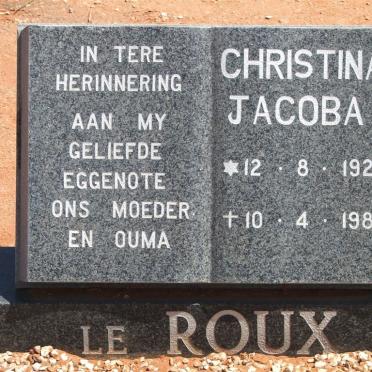 IN TERE
HERINNERING
AAN MY
GELIEFDE
EGGENOTE
ONS MOEDER
EN OUMA
CHRISTINA
JACOBA
12 · 8 · 192
10 · 4 · 198
LE ROUX